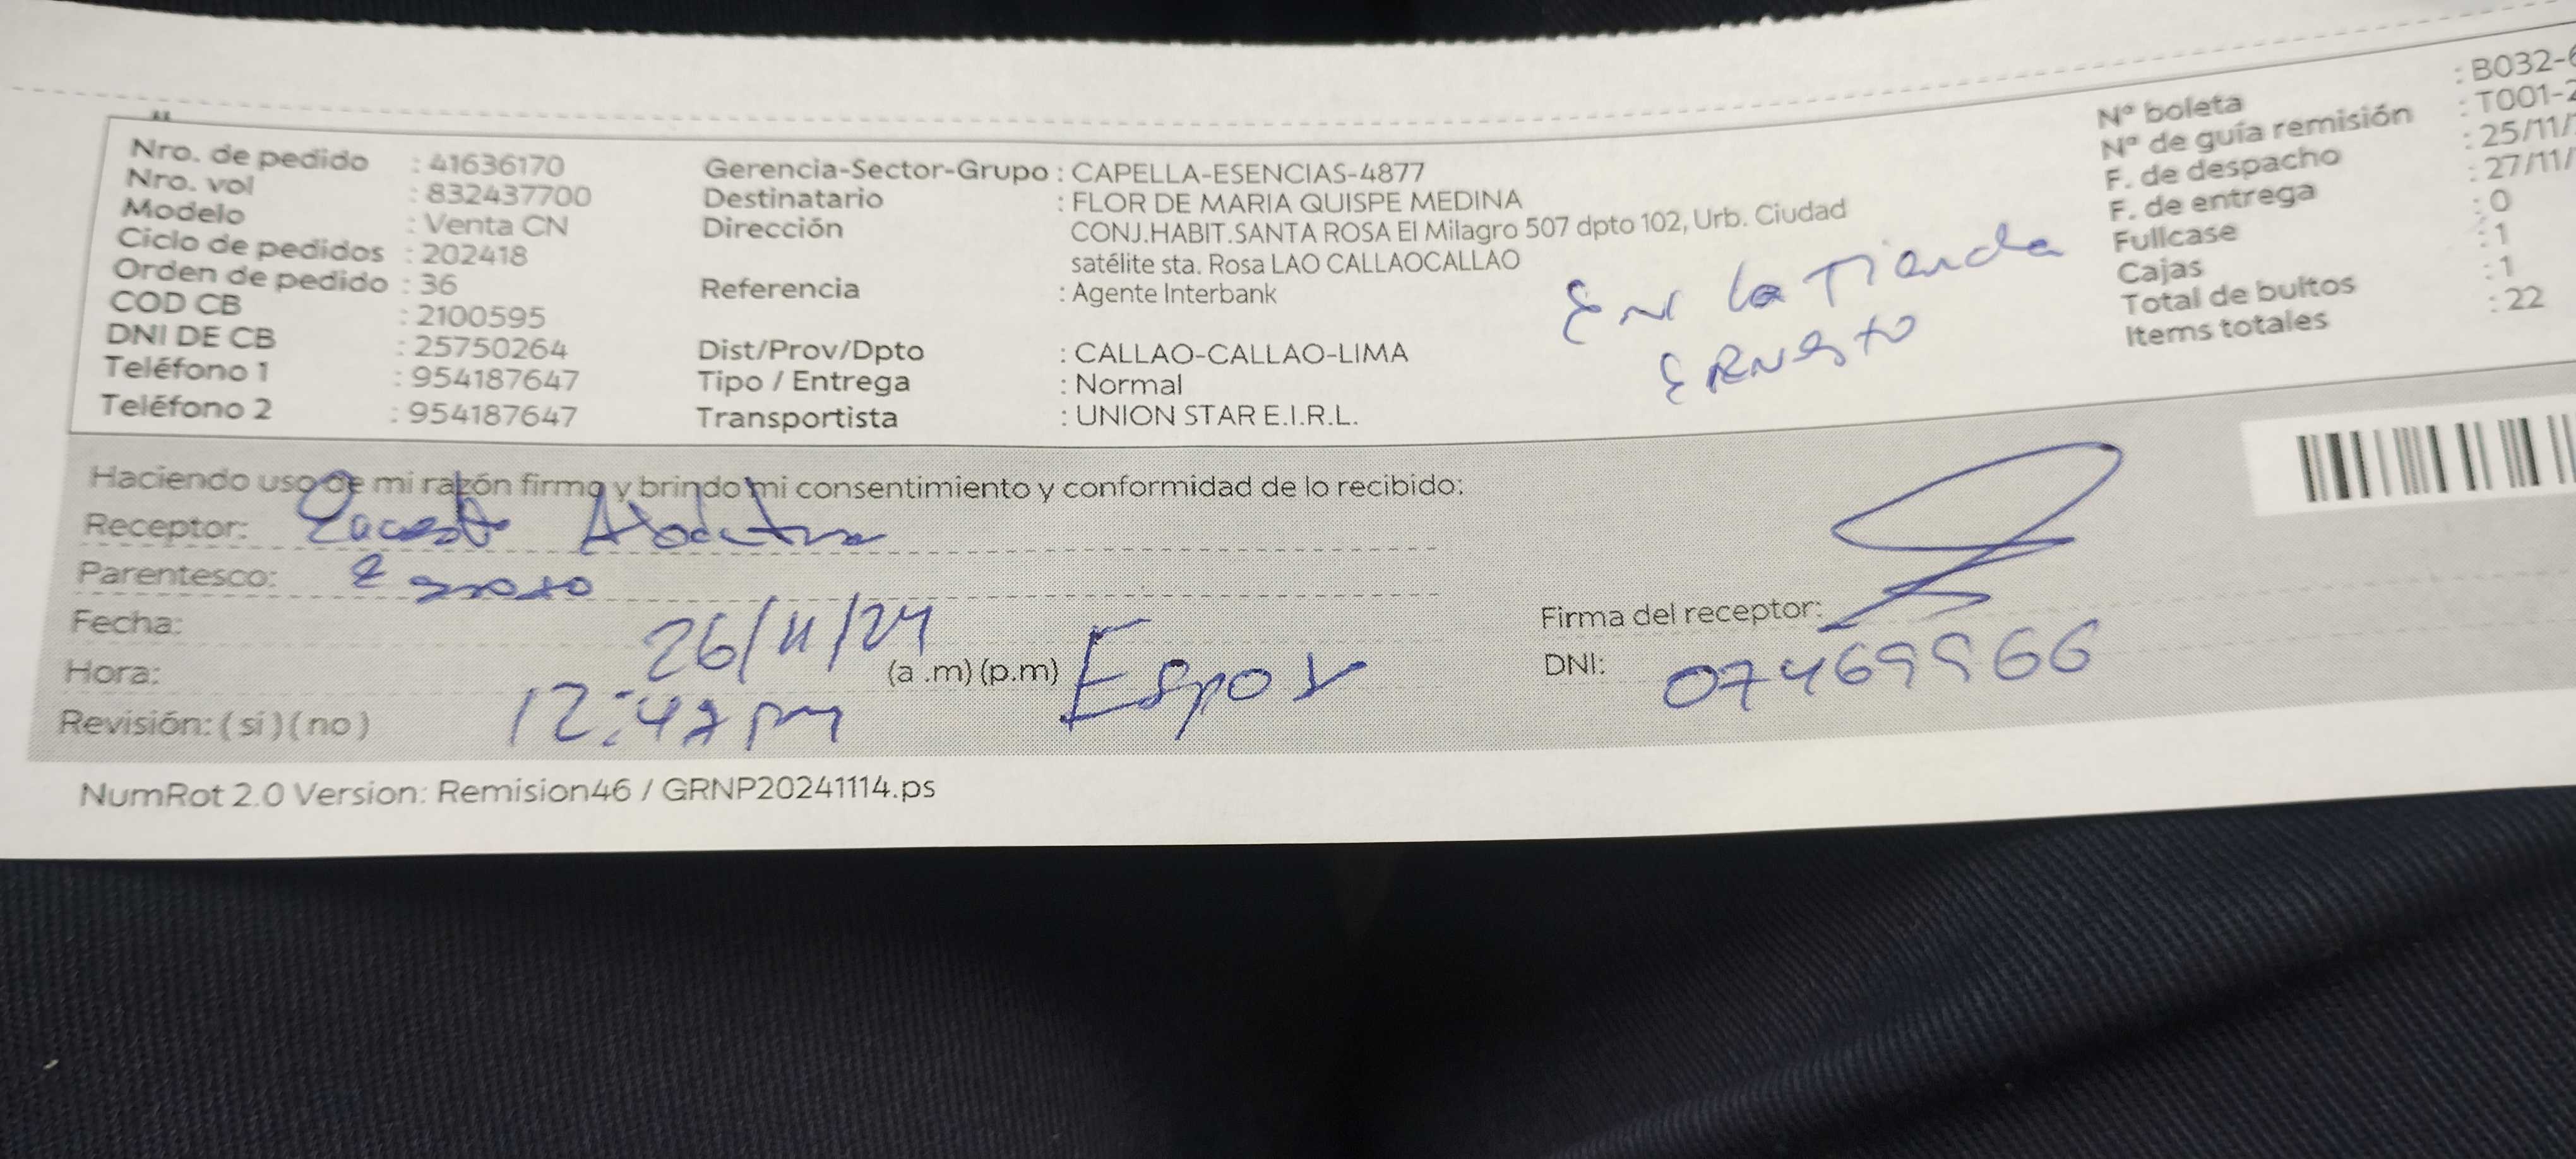 Nro. de pedido : 41636170
Nro. vol : 832437700
Modelo : Venta CN
Ciclo de pedidos : 202418
Orden de pedido : 36
COD CB : 2100595
DNI DE CB : 25750264
Teléfono 1 : 954187647
Teléfono 2 : 954187647
Gerencia-Sector-Grupo : CAPELLA-ESENCIAS-4877
Destinatario : FLOR DE MARIA QUISPE MEDINA
Dirección CONJ.HABIT.SANTA ROSA El Milagro 507 dpto 102, Urb. Ciudad
satélite sta. Rosa LAO CALLAOCALLAO
Referencia : Agente Interbank
Dist/Prov/Dpto : CALLAO-CALLAO-LIMA
Tipo / Entrega : Normal
Transportista : UNION STAR E.I.R.L.
En la Tienda
Ernesto
Nº boleta : B032-6
Nº de guía remisión : T001-2
F. de despacho : 25/11/
F. de entrega : 27/11/
Fullcase : 0
Cajas : 1
Total de bultos : 1
Items totales : 22
Haciendo uso de mi razón firmo y brindo mi consentimiento y conformidad de lo recibido:
Receptor:
Parentesco:
Fecha: 26/11/24
Hora: 12:47 pm (a .m) (p.m)
Revisión: ( si ) ( no )
Firma del receptor:
DNI: 07469966
NumRot 2.0 Version: Remision46 / GRNP20241114.ps